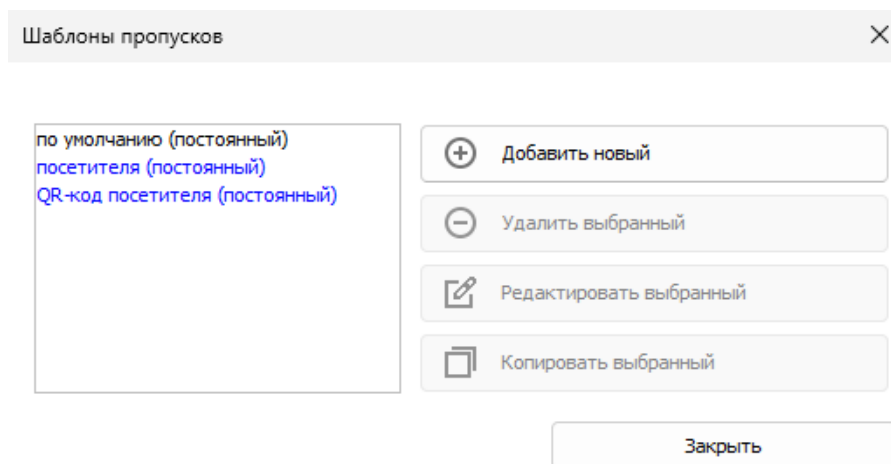 Шаблоны пропусков
по умолчанию (постоянный)
посетителя (постоянный)
QR-код посетителя (постоянный)
Добавить новый
Удалить выбранный
Редактировать выбранный
Копировать выбранный
Закрыть